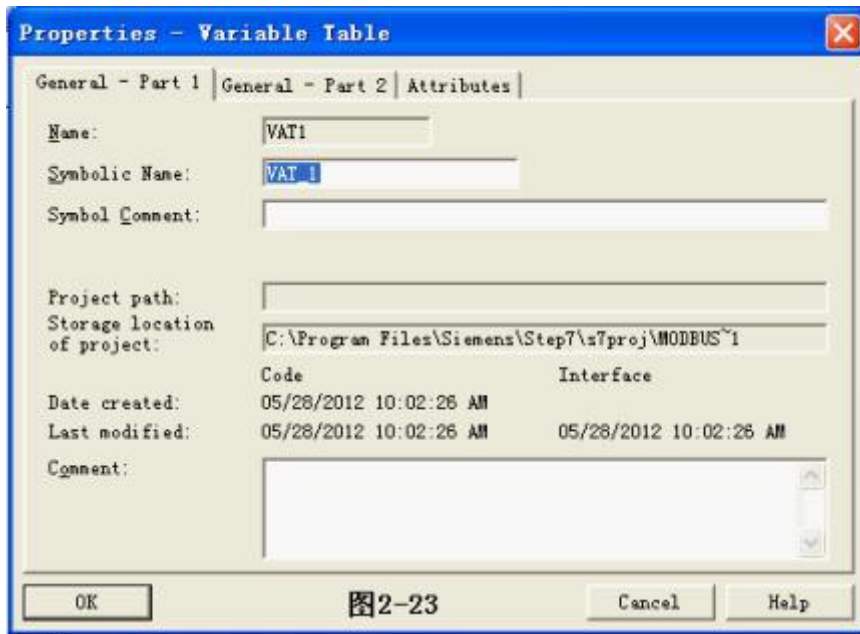 Properties - Variable Table
General - Part 1 General - Part 2 Attributes
Name: VAT1
Symbolic Name: VAT_1
Symbol Comment:
Project path:
Storage location
of project: C:\Program Files\Siemens\Step7\s7proj\MODBUS~1
Code Interface
Date created: 05/28/2012 10:02:26 AM
Last modified: 05/28/2012 10:02:26 AM 05/28/2012 10:02:26 AM
Comment:
OK 图2-23 Cancel Help